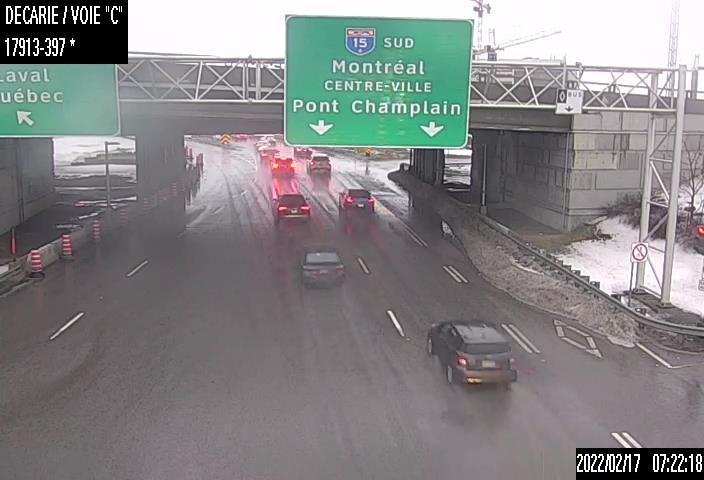 DECARIE / VOIE "C"
17913-397 *
Laval
uébec
15 SUD
Montréal
CENTRE-VILLE
Pont Champlain
BUS
2022/02/17 07:22:18